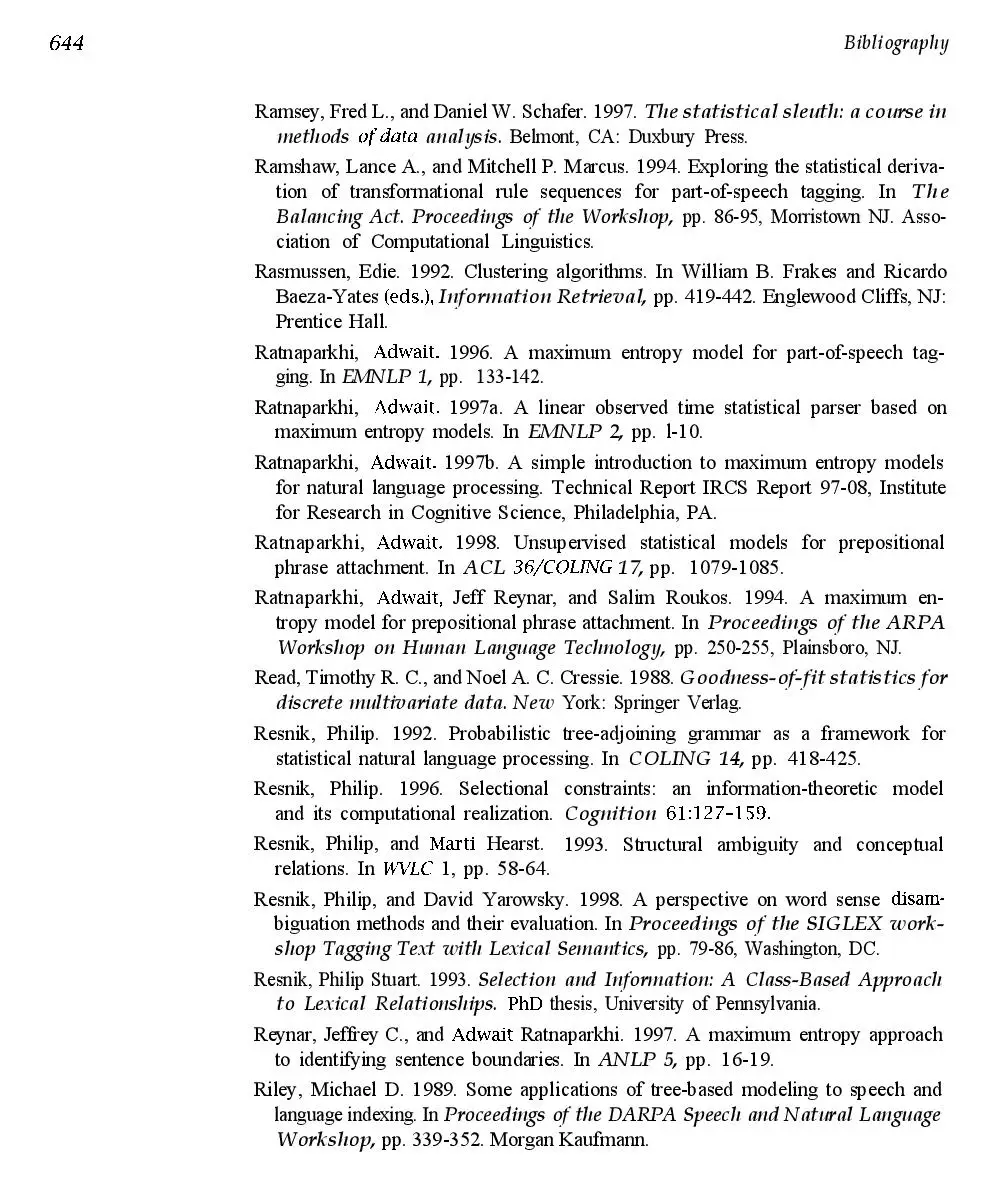 644
Bibliography
Ramsey, Fred L., and Daniel W. Schafer. 1997. The statistical sleuth: a course in
methods of data analysis. Belmont, CA: Duxbury Press.
Ramshaw, Lance A., and Mitchell P. Marcus. 1994. Exploring the statistical deriva-
tion of transformational rule sequences for part-of-speech tagging. In The
Balancing Act. Proceedings of the Workshop, pp. 86-95, Morristown NJ. Asso-
ciation of Computational Linguistics.
Rasmussen, Edie. 1992. Clustering algorithms. In William B. Frakes and Ricardo
Baeza-Yates (eds.), Information Retrieval, pp. 419-442. Englewood Cliffs, NJ:
Prentice Hall.
Ratnaparkhi, Adwait. 1996. A maximum entropy model for part-of-speech tag-
ging. In EMNLP 1, pp. 133-142.
Ratnaparkhi, Adwait. 1997a. A linear observed time statistical parser based on
maximum entropy models. In EMNLP 2, pp. l-10.
Ratnaparkhi, Adwait. 1997b. A simple introduction to maximum entropy models
for natural language processing. Technical Report IRCS Report 97-08, Institute
for Research in Cognitive Science, Philadelphia, PA.
Ratnaparkhi, Adwait. 1998. Unsupervised statistical models for prepositional
phrase attachment. In ACL 36/COLING 17, pp. 1079-1085.
Ratnaparkhi, Adwait, Jeff Reynar, and Salim Roukos. 1994. A maximum en-
tropy model for prepositional phrase attachment. In Proceedings of the ARPA
Workshop on Human Language Technology, pp. 250-255, Plainsboro, NJ.
Read, Timothy R. C., and Noel A. C. Cressie. 1988. Goodness-of-fit statistics for
discrete multivariate data. New York: Springer Verlag.
Resnik, Philip. 1992. Probabilistic tree-adjoining grammar as a framework for
statistical natural language processing. In COLING 14, pp. 418-425.
Resnik, Philip. 1996. Selectional constraints: an information-theoretic model
and its computational realization. Cognition 61:127-159.
Resnik, Philip, and Marti Hearst. 1993. Structural ambiguity and conceptual
relations. In WVLC 1, pp. 58-64.
Resnik, Philip, and David Yarowsky. 1998. A perspective on word sense disam-
biguation methods and their evaluation. In Proceedings of the SIGLEX work-
shop Tagging Text with Lexical Semantics, pp. 79-86, Washington, DC.
Resnik, Philip Stuart. 1993. Selection and Information: A Class-Based Approach
to Lexical Relationships. PhD thesis, University of Pennsylvania.
Reynar, Jeffrey C., and Adwait Ratnaparkhi. 1997. A maximum entropy approach
to identifying sentence boundaries. In ANLP 5, pp. 16-19.
Riley, Michael D. 1989. Some applications of tree-based modeling to speech and
language indexing. In Proceedings of the DARPA Speech and Natural Language
Workshop, pp. 339-352. Morgan Kaufmann.